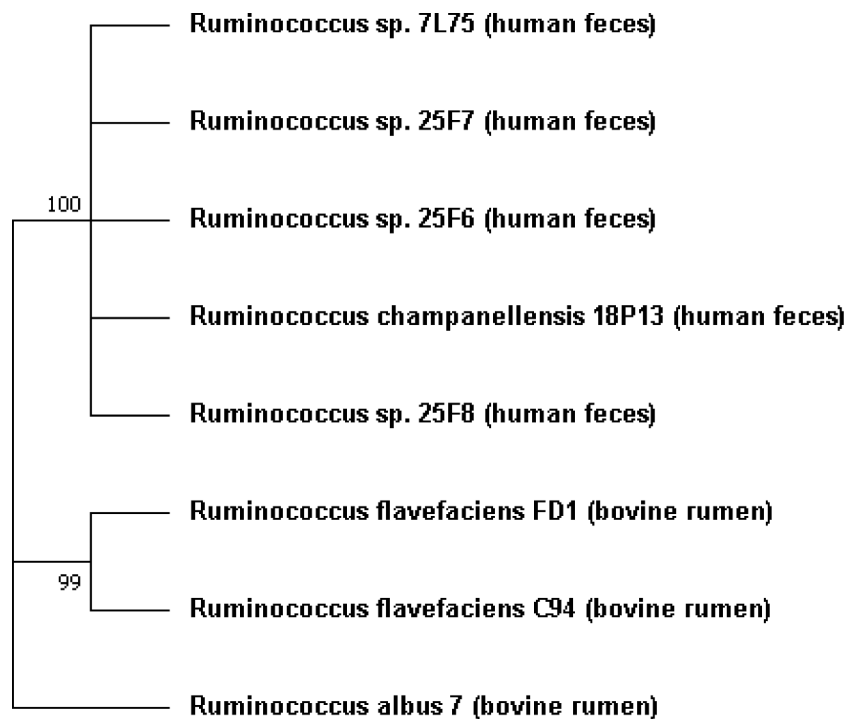 Ruminococcus sp. 7L75 (human feces)
Ruminococcus sp. 25F7 (human feces)
100
Ruminococcus sp. 25F6 (human feces)
Ruminococcus champanellensis 18P13 (human feces)
Ruminococcus sp. 25F8 (human feces)
Ruminococcus flavefaciens FD1 (bovine rumen)
99
Ruminococcus flavefaciens C94 (bovine rumen)
Ruminococcus albus 7 (bovine rumen)